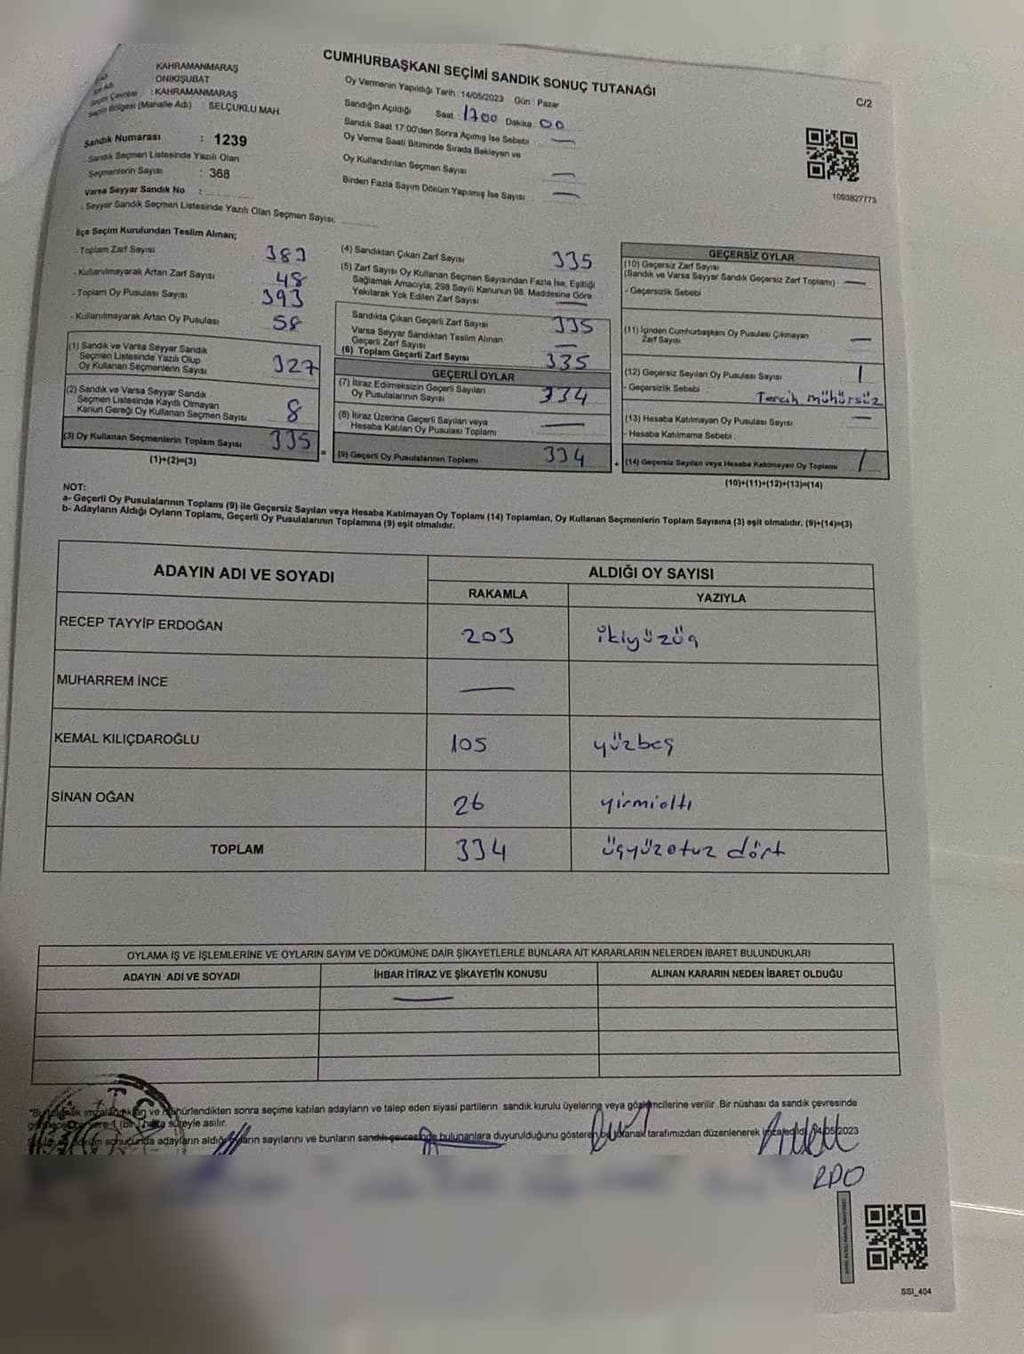 KAHRAMANMARAŞ
ONİKİŞUBAT
Seçim Çevresi : KAHRAMANMARAŞ
Seçim Bölgesi (Mahalle Adı) : SELÇUKLU MAH.
Sandık Numarası : 1239
Sandık Seçmen Listesinde Yazılı Olan
Seçmenlerin Sayısı : 368
Varsa Seyyar Sandık No :
Seyyar Sandık Seçmen Listesinde Yazılı Olan Seçmen Sayısı:
CUMHURBAŞKANI SEÇİMİ SANDIK SONUÇ TUTANAĞI
Oy Vermenin Yapıldığı Tarih : 14/05/2023 Gün : Pazar
Sandığın Açıldığı Saat : 1700 Dakika : 00
Sandık Saat 17:00'den Sonra Açılmış İse Sebebi —
Oy Verme Saati Bitiminde Sırada Bekleyen ve
Oy Kullandırılan Seçmen Sayısı —
Birden Fazla Sayım Döküm Yapılmış İse Sayısı —
C/2
1093827773
İlçe Seçim Kurulundan Teslim Alınan;
- Toplam Zarf Sayısı 383
- Kullanılmayarak Artan Zarf Sayısı 48
- Toplam Oy Pusulası Sayısı 393
- Kullanılmayarak Artan Oy Pusulası 58
(1) Sandık ve Varsa Seyyar Sandık
Seçmen Listesinde Yazılı Olup
Oy Kullanan Seçmenlerin Sayısı 327
(2) Sandık ve Varsa Seyyar Sandık
Seçmen Listesinde Kayıtlı Olmayan
Kanun Gereği Oy Kullanan Seçmen Sayısı 8
(3) Oy Kullanan Seçmenlerin Toplam Sayısı 335
(1)+(2)=(3)
(4) Sandıktan Çıkan Zarf Sayısı 335
(5) Zarf Sayısı Oy Kullanan Seçmen Sayısından Fazla İse, Eşitliği
Sağlamak Amacıyla; 298 Sayılı Kanunun 98. Maddesine Göre
Yakılarak Yok Edilen Zarf Sayısı —
Sandıkta Çıkan Geçerli Zarf Sayısı 335
Varsa Seyyar Sandıktan Teslim Alınan
Geçerli Zarf Sayısı —
(6) Toplam Geçerli Zarf Sayısı 335
GEÇERLİ OYLAR
(7) İtiraz Edilmeksizin Geçerli Sayılan
Oy Pusulalarının Sayısı 334
(8) İtiraz Üzerine Geçerli Sayılan veya
Hesaba Katılan Oy Pusulası Toplamı —
(9) Geçerli Oy Pusulalarının Toplamı 334
GEÇERSİZ OYLAR
(10) Geçersiz Zarf Sayısı
(Sandık ve Varsa Seyyar Sandık Geçersiz Zarf Toplamı) —
- Geçersizlik Sebebi
(11) İçinden Cumhurbaşkanı Oy Pusulası Çıkmayan
Zarf Sayısı —
(12) Geçersiz Sayılan Oy Pusulası Sayısı 1
- Geçersizlik Sebebi : Tercih mühürsüz
(13) Hesaba Katılmayan Oy Pusulası Sayısı —
- Hesaba Katılmama Sebebi :
(14) Geçersiz Sayılan veya Hesaba Katılmayan Oy Toplamı 1
(10)+(11)+(12)+(13)=(14)
NOT:
a- Geçerli Oy Pusulalarının Toplamı (9) ile Geçersiz Sayılan veya Hesaba Katılmayan Oy Toplamı (14) Toplamları, Oy Kullanan Seçmenlerin Toplam Sayısına (3) eşit olmalıdır. (9)+(14)=(3)
b- Adayların Aldığı Oyların Toplamı, Geçerli Oy Pusulalarının Toplamına (9) eşit olmalıdır.
ADAYIN ADI VE SOYADI ALDIĞI OY SAYISI
RAKAMLA YAZIYLA
RECEP TAYYİP ERDOĞAN 203 ikiyüzüç
MUHARREM İNCE —
KEMAL KILIÇDAROĞLU 105 yüzbeş
SİNAN OĞAN 26 yirmialtı
TOPLAM 334 üçyüzotuz dört
OYLAMA İŞ VE İŞLEMLERİNE VE OYLARIN SAYIM VE DÖKÜMÜNE DAİR ŞİKAYETLERLE BUNLARA AİT KARARLARIN NELERDEN İBARET BULUNDUKLARI
ADAYIN ADI VE SOYADI İHBAR İTİRAZ VE ŞİKAYETİN KONUSU ALINAN KARARIN NEDEN İBARET OLDUĞU
—
ve mühürlendikten sonra seçime katılan adayların ve talep eden siyasi partilerin sandık kurulu üyelerine veya gözlemcilerine verilir. Bir nüshası da sandık çevresinde
süreyle asılır.
sonucunda adayların aldığı oyların sayılarını ve bunların sandık çevresinde bulunanlara duyurulduğunu gösteren bu tutanak tarafımızdan düzenlenerek imzalandı. 14/05/2023
SSI_404